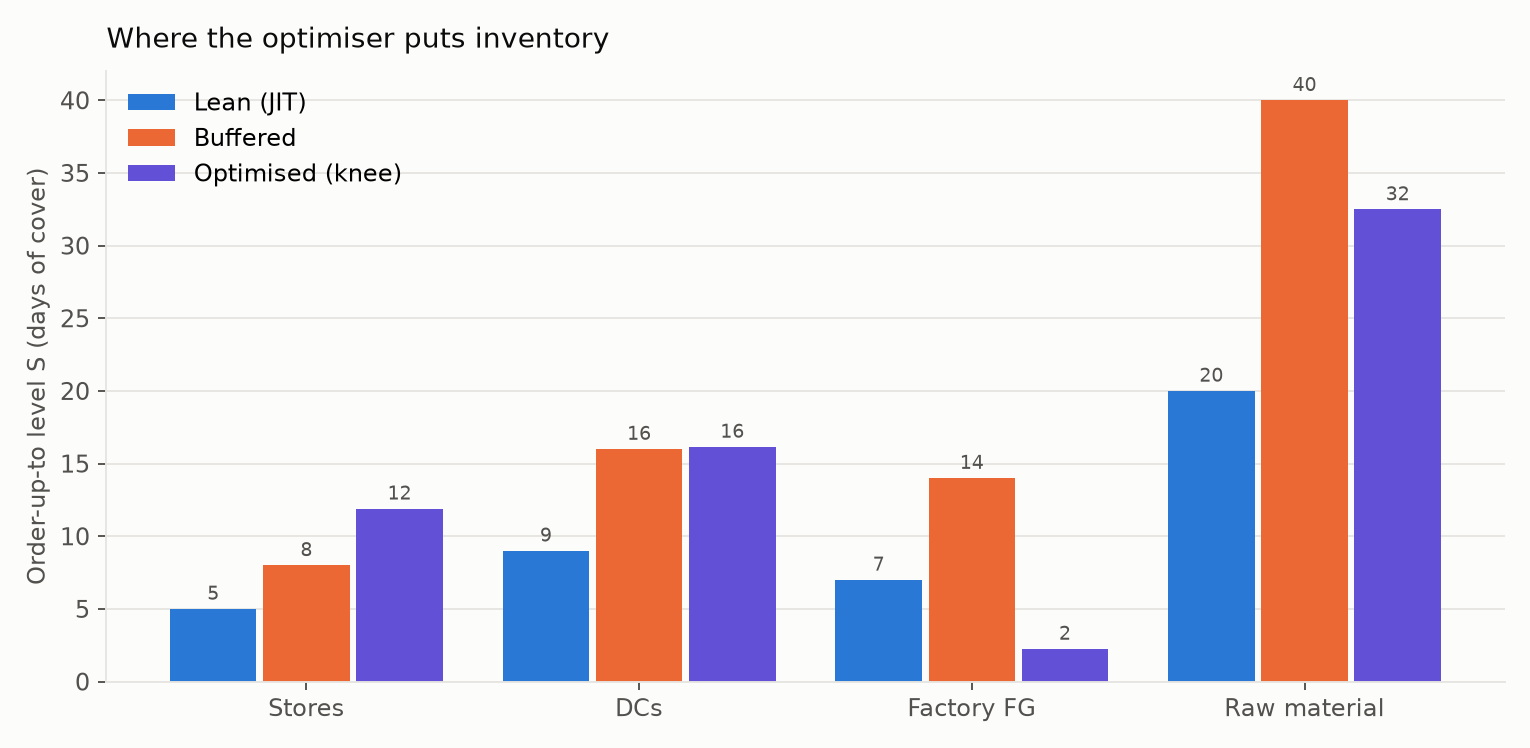 Where the optimiser puts inventory
Lean (JIT)
Buffered
Optimised (knee)
Order-up-to level S (days of cover)
40
35
30
25
20
15
10
5
0
5
8
12
9
16
16
7
14
2
20
40
32
Stores
DCs
Factory FG
Raw material